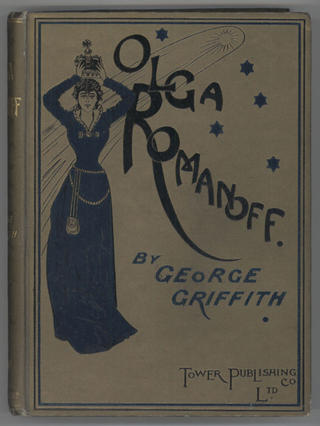 OLGA
ROMANOFF.
BY
GEORGE
GRIFFITH
TOWER PUBLISHING
CO
LTD